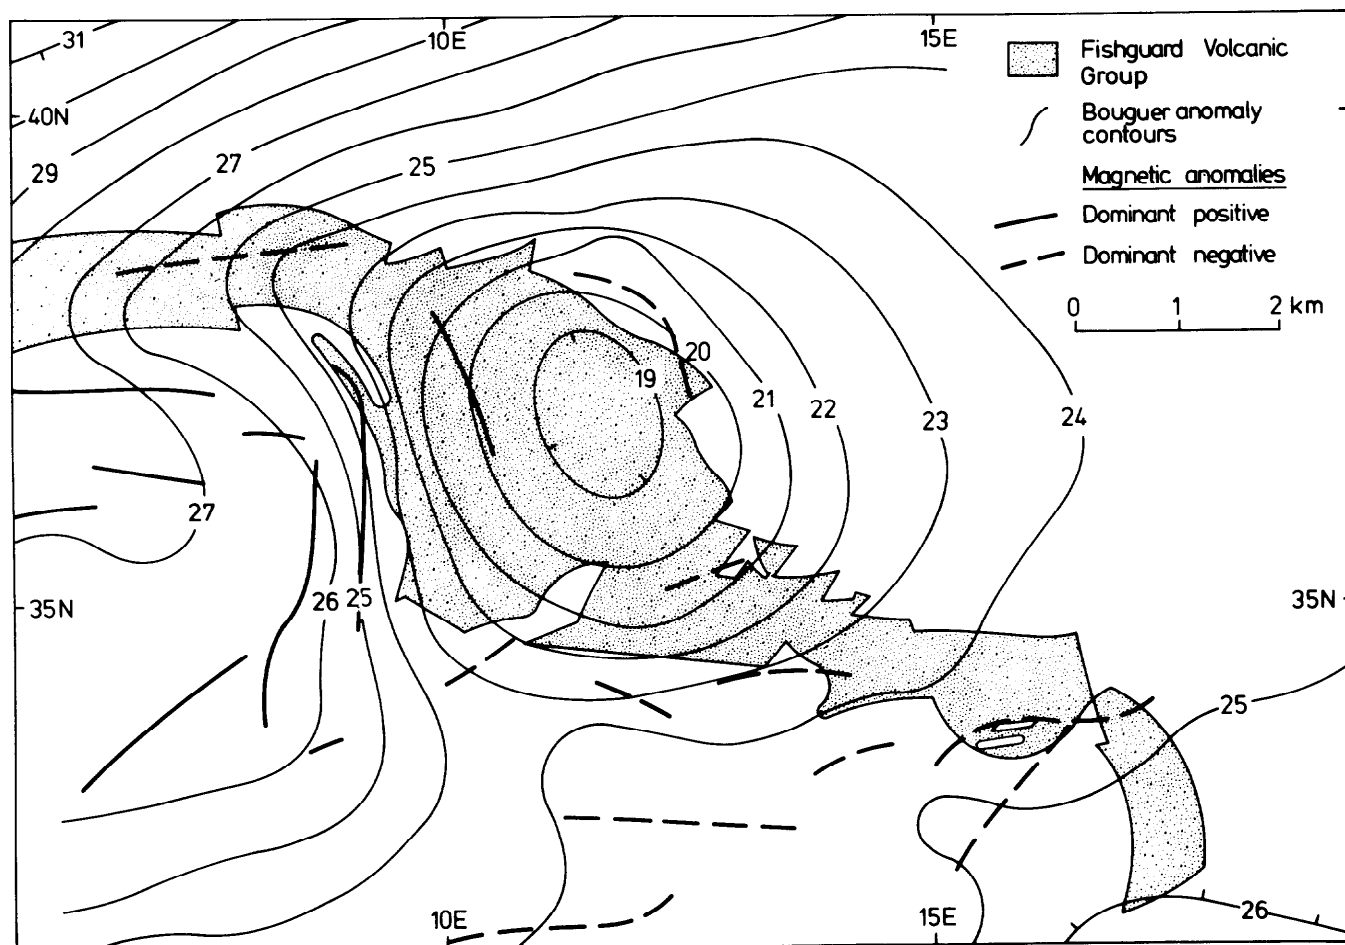 31
10E
15E
Fishguard Volcanic
Group
40N
Bouguer anomaly
contours
27
25
29
Magnetic anomalies
Dominant positive
Dominant negative
0 1 2 km
20
19
21
22
23
24
27
26
25
35N
35N
25
10E
15E
26